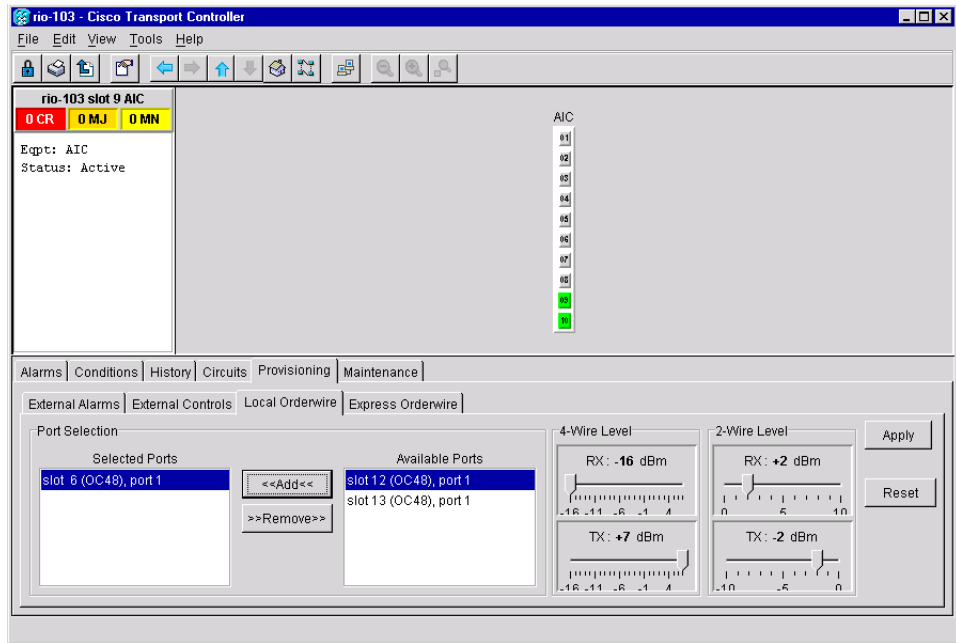 rio-103 - Cisco Transport Controller
File Edit View Tools Help
rio-103 slot 9 AIC
0 CR 0 MJ 0 MN
Eqpt: AIC
Status: Active
AIC
01
02
03
04
05
06
07
08
09
10
Alarms Conditions History Circuits Provisioning Maintenance
External Alarms External Controls Local Orderwire Express Orderwire
Port Selection
Selected Ports
slot 6 (OC48), port 1
<<Add<<
>>Remove>>
Available Ports
slot 12 (OC48), port 1
slot 13 (OC48), port 1
4-Wire Level
RX: -16 dBm
-16 -11 -6 -1 4
TX: +7 dBm
-16 -11 -6 -1 4
2-Wire Level
RX: +2 dBm
0 5 10
TX: -2 dBm
-10 -5 0
Apply
Reset